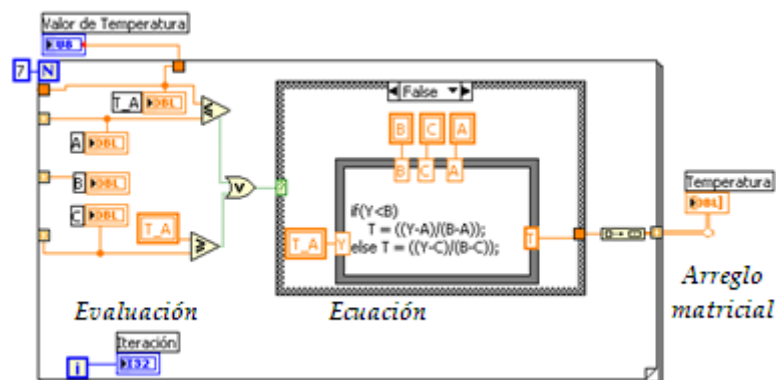 Valor de Temperatura
U8
7 N
T_A DBL
False
B C A
A DBL
B C A
B DBL
V
?
Temperatura
DBL
C DBL
T_A
T_A Y
if(Y<B)
T = ((Y-A)/(B-A));
else T = ((Y-C)/(B-C));
T
Evaluación
Ecuación
Arreglo
matricial
Iteración
i
I32